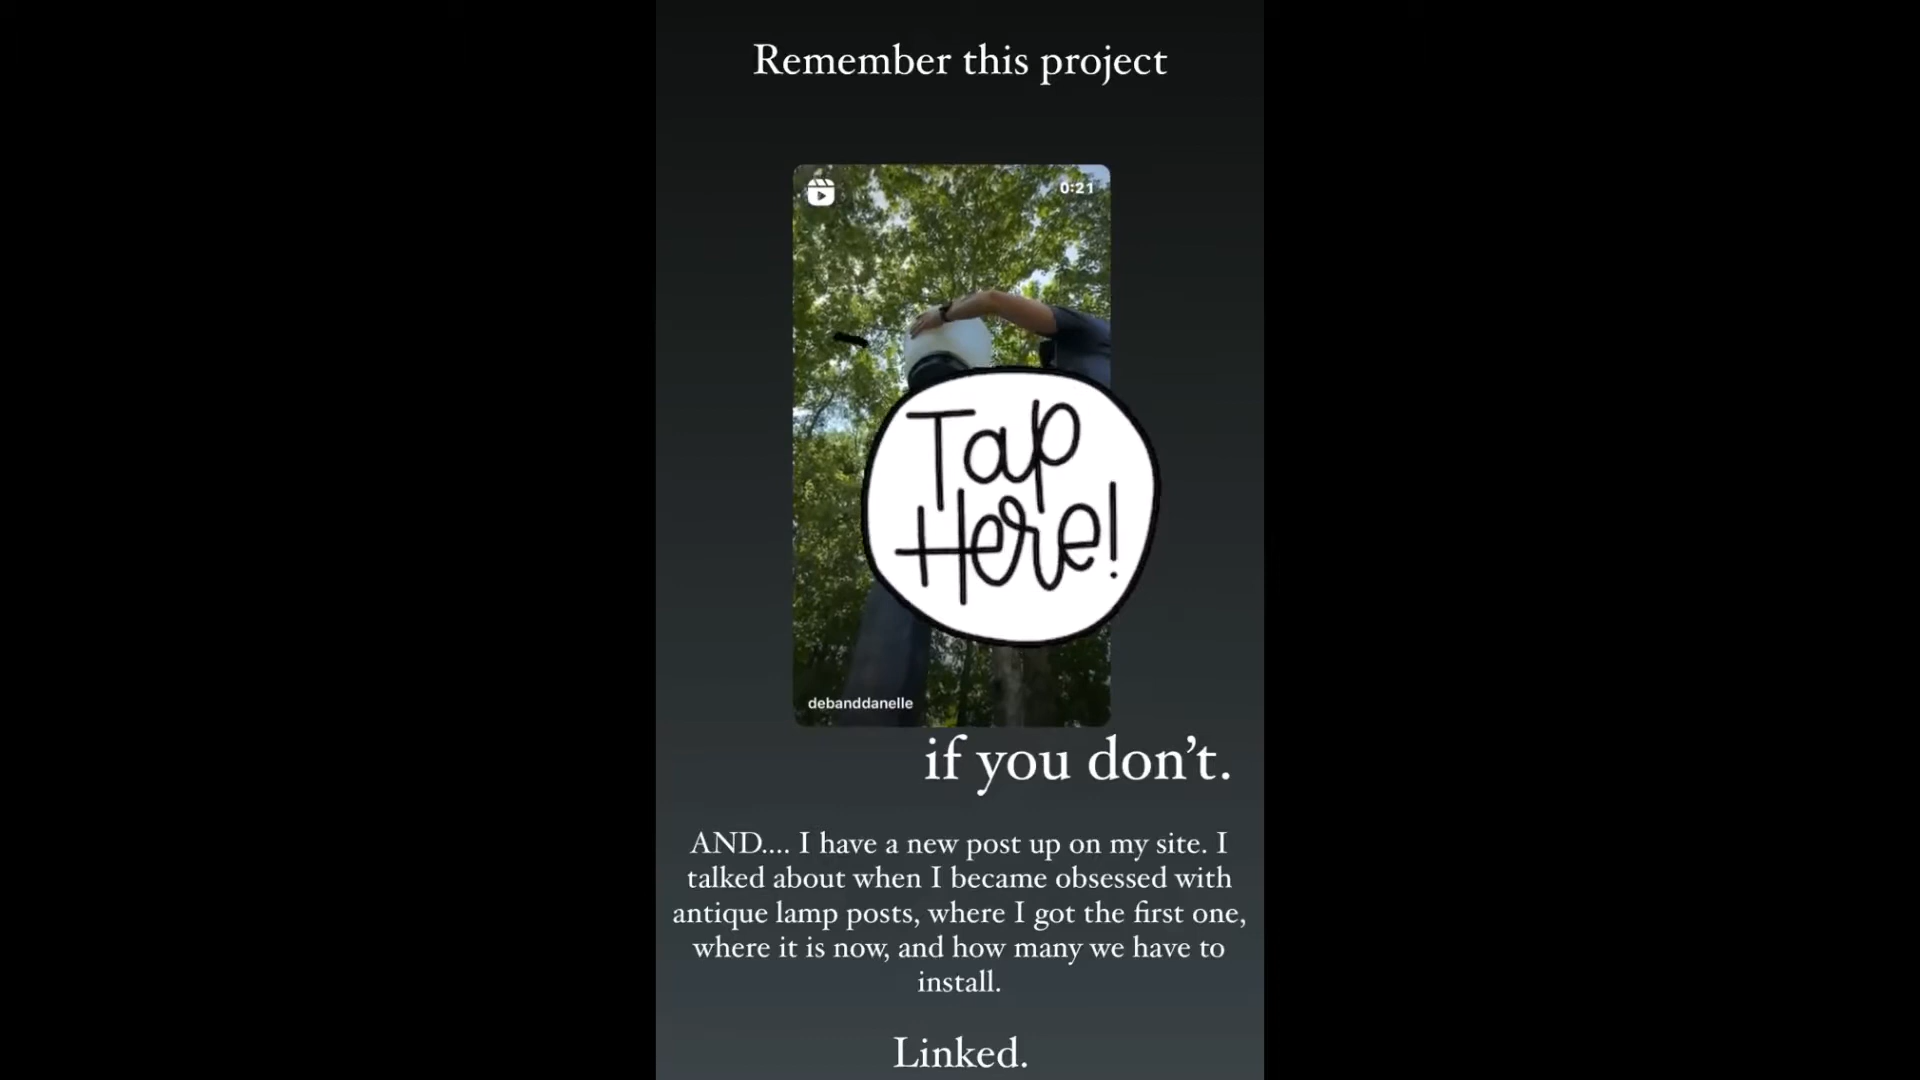 Remember this project
0:21
Tap
Here!
debanddanelle
if you don’t.
AND.... I have a new post up on my site. I
talked about when I became obsessed with
antique lamp posts, where I got the first one,
where it is now, and how many we have to
install.
Linked.